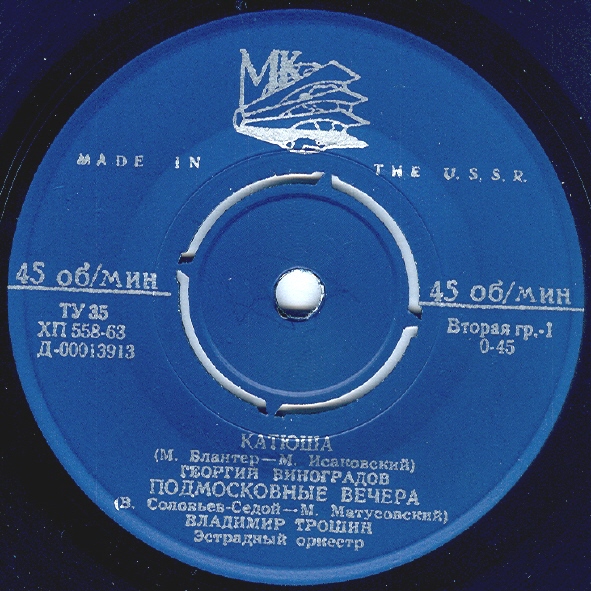 МК
MADE IN THE U.S.S.R.
45 об/мин
ТУ 35
ХП 558-63
Д-00013913
45 об/мин
Вторая гр.-1
0-45
КАТЮША
(М. Блантер—М. Исаковский)
ГЕОРГИЙ ВИНОГРАДОВ
ПОДМОСКОВНЫЕ ВЕЧЕРА
(В. Соловьев-Седой—М. Матусовский)
ВЛАДИМИР ТРОШИН
Эстрадный оркестр